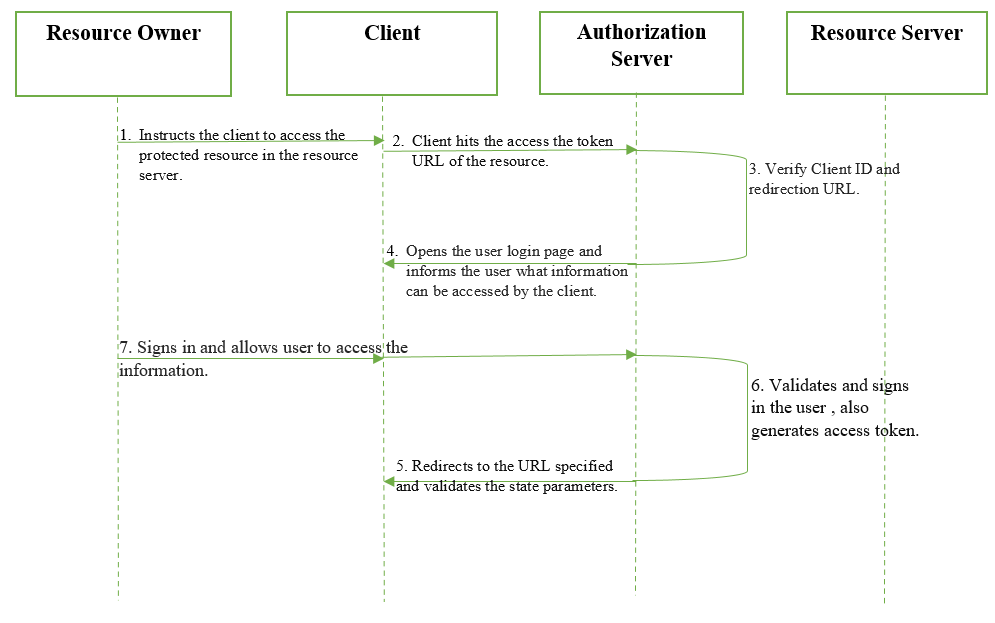 Resource Owner
Client
Authorization
Server
Resource Server
1. Instructs the client to access the
protected resource in the resource
server.
2. Client hits the access the token
URL of the resource.
3. Verify Client ID and
redirection URL.
4. Opens the user login page and
informs the user what information
can be accessed by the client.
7. Signs in and allows user to access the
information.
6. Validates and signs
in the user , also
generates access token.
5. Redirects to the URL specified
and validates the state parameters.